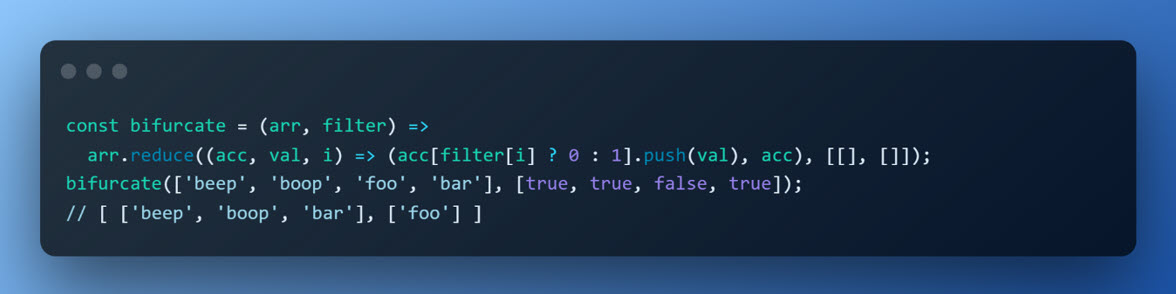 const bifurcate = (arr, filter) =>
  arr.reduce((acc, val, i) => (acc[filter[i] ? 0 : 1].push(val), acc), [[], []]);
bifurcate(['beep', 'boop', 'foo', 'bar'], [true, true, false, true]);
// [ ['beep', 'boop', 'bar'], ['foo'] ]